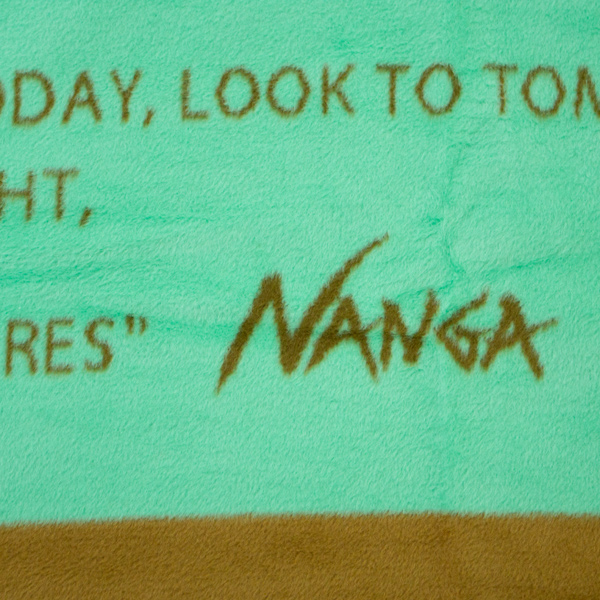 ODAY, LOOK TO TOM
HT,
RES" NANGA